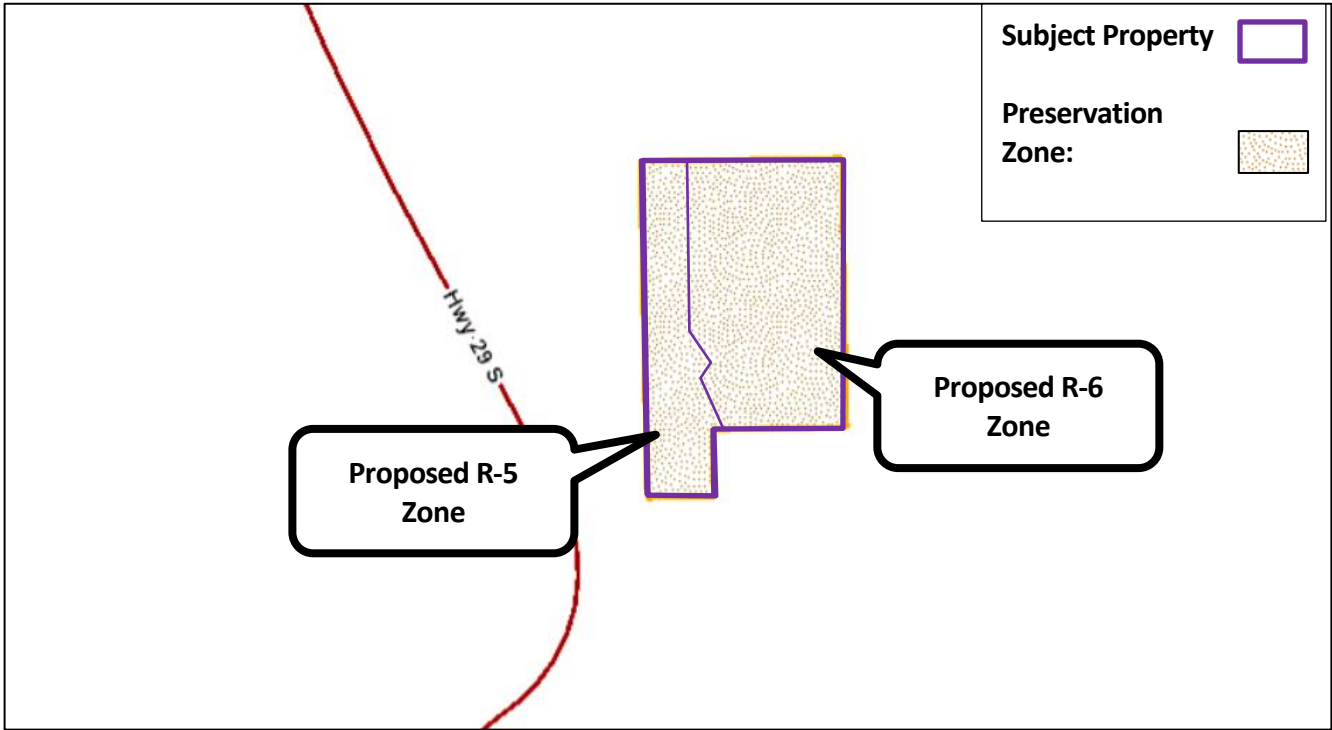 Subject Property
Preservation
Zone:
Hwy 29 S
Proposed R-6
Zone
Proposed R-5
Zone